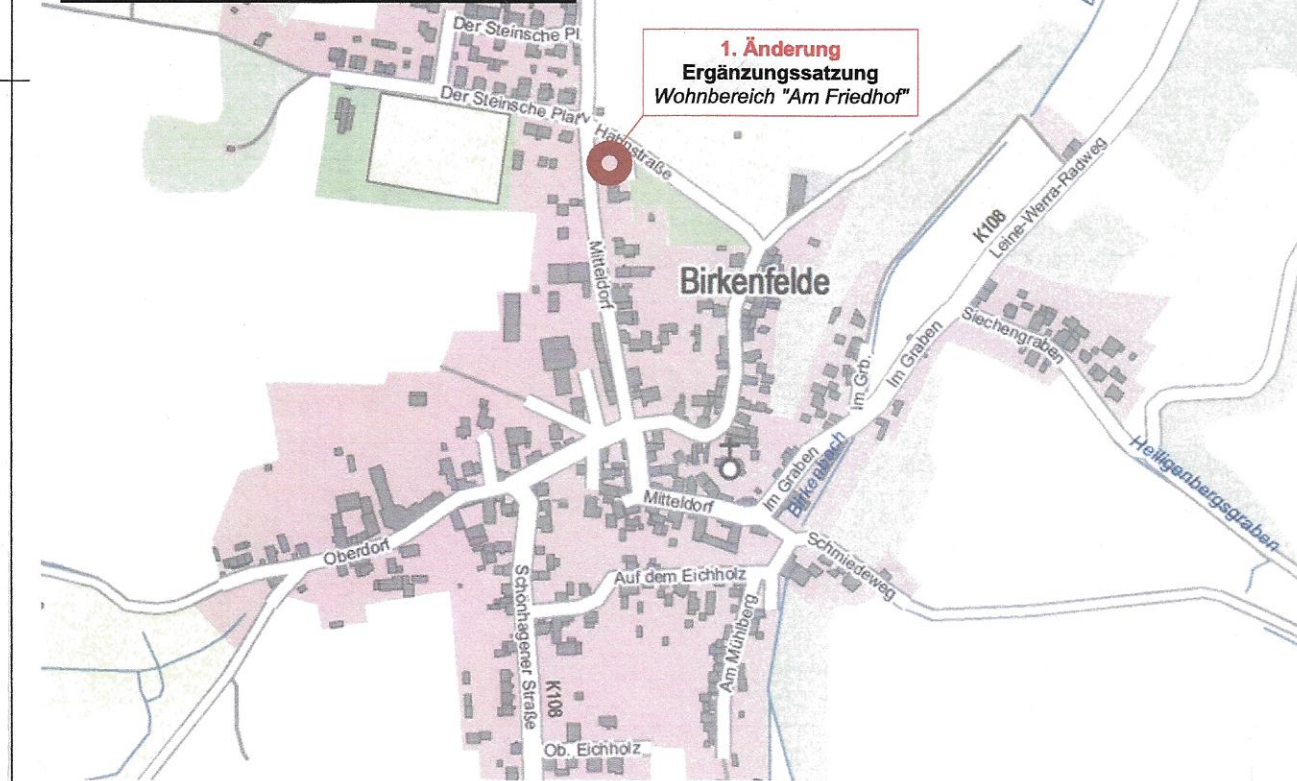 Der Steinsche Pl.
1. Änderung
Ergänzungssatzung
Wohnbereich "Am Friedhof"
Der Steinsche Plan
Hahnstraße
K108
Leine-Werra-Radweg
Mitteldorf
Birkenfelde
Siechengraben
Im Grb.
Im Graben
Heiligenbergsgraben
Im Graben
Birkenbach
Mitteldorf
Oberdorf
Schmiedeweg
Auf dem Eichholz
Schönhagener Straße
Am Mühlberg
K108
Ob. Eichholz